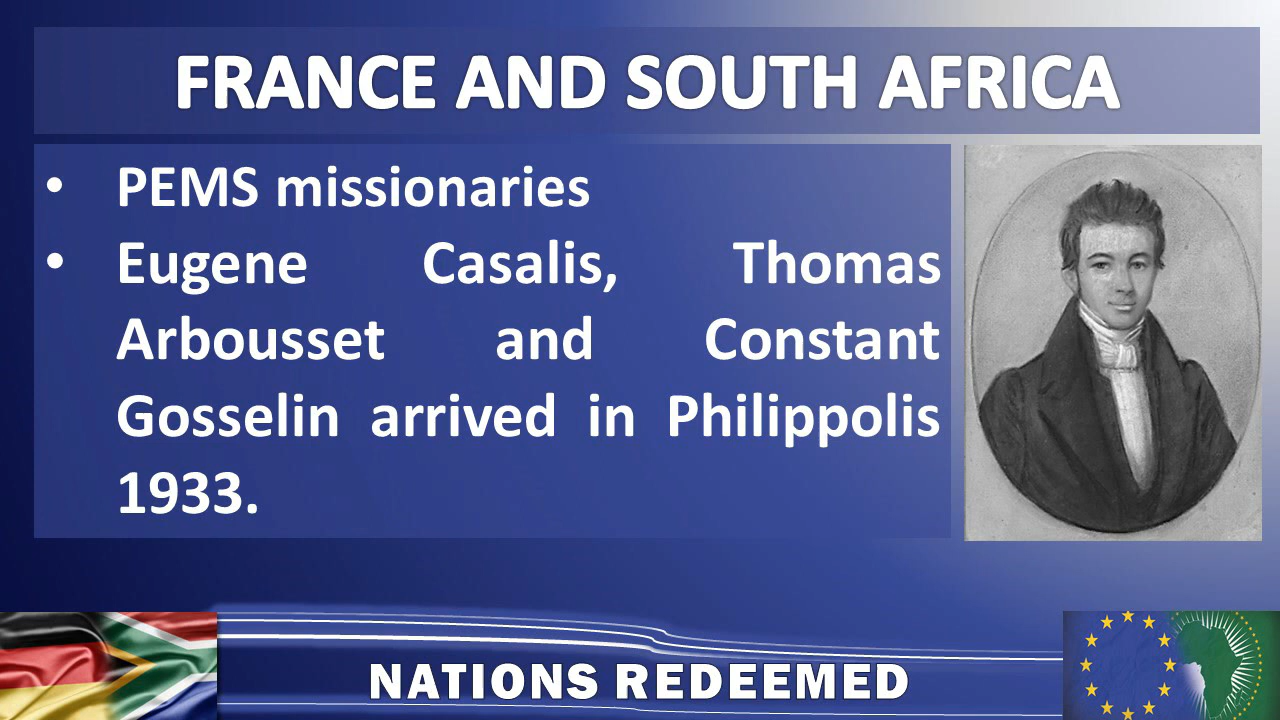 FRANCE AND SOUTH AFRICA
• PEMS missionaries
• Eugene Casalis, Thomas
Arbousset and Constant
Gosselin arrived in Philippolis
1933.
NATIONS REDEEMED